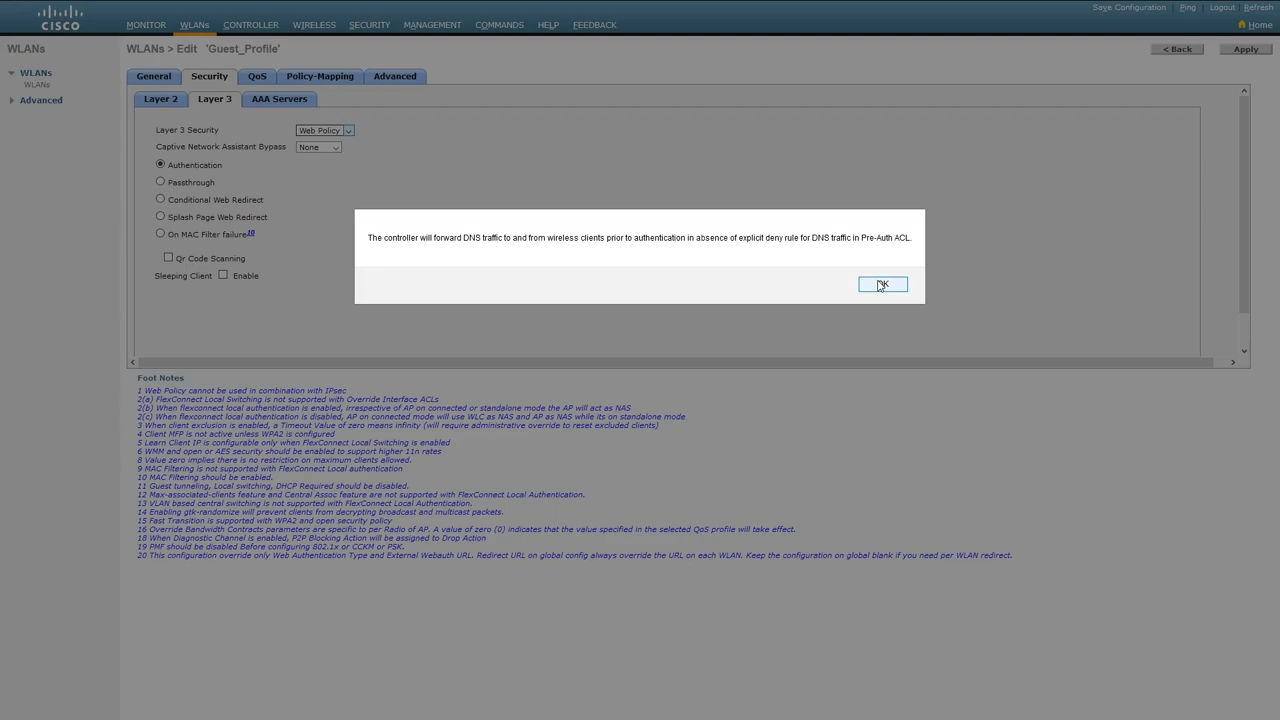 Save Configuration Ping Logout Refresh
CISCO MONITOR WLANs CONTROLLER WIRELESS SECURITY MANAGEMENT COMMANDS HELP FEEDBACK Home
WLANs
WLANs > Edit 'Guest_Profile' < Back Apply
WLANs
WLANs
Advanced
General Security QoS Policy-Mapping Advanced
Layer 2 Layer 3 AAA Servers
Layer 3 Security Web Policy
Captive Network Assistant Bypass None
Authentication
Passthrough
Conditional Web Redirect
Splash Page Web Redirect
On MAC Filter failure10
Qr Code Scanning
Sleeping Client Enable
The controller will forward DNS traffic to and from wireless clients prior to authentication in absence of explicit deny rule for DNS traffic in Pre-Auth ACL.
Foot Notes
1 Web Policy cannot be used in combination with IPsec
2(a) FlexConnect Local Switching is not supported with Override Interface ACLs
2(b) When flexconnect local authentication is enabled, irrespective of AP on connected or standalone mode the AP will act as NAS
2(c) When flexconnect local authentication is disabled, AP on connected mode will use WLC as NAS and AP as NAS while its on standalone mode
3 When client exclusion is enabled, a Timeout Value of zero means infinity (will require administrative override to reset excluded clients)
4 Client MFP is not active unless WPA2 is configured
5 Learn Client IP is configurable only when FlexConnect Local Switching is enabled
6 WMM and open or AES security should be enabled to support higher 11n rates
8 Value zero implies there is no restriction on maximum clients allowed.
9 MAC Filtering is not supported with FlexConnect Local authentication
10 MAC Filtering should be enabled.
11 Guest tunneling, Local switching, DHCP Required should be disabled.
12 Max-associated-clients feature and Central Assoc feature are not supported with FlexConnect Local Authentication.
13 VLAN based central switching is not supported with FlexConnect Local Authentication.
14 Enabling gtk-randomize will prevent clients from decrypting broadcast and multicast packets.
15 Fast Transition is supported with WPA2 and open security policy
16 Override Bandwidth Contracts parameters are specific to per Radio of AP. A value of zero (0) indicates that the value specified in the selected QoS profile will take effect.
18 When Diagnostic Channel is enabled, P2P Blocking Action will be assigned to Drop Action
19 PMF should be disabled Before configuring 802.1x or CCKM or PSK.
20 This configuration override only Web Authentication Type and External Webauth URL. Redirect URL on global config always override the URL on each WLAN. Keep the configuration on global blank if you need per WLAN redirect.